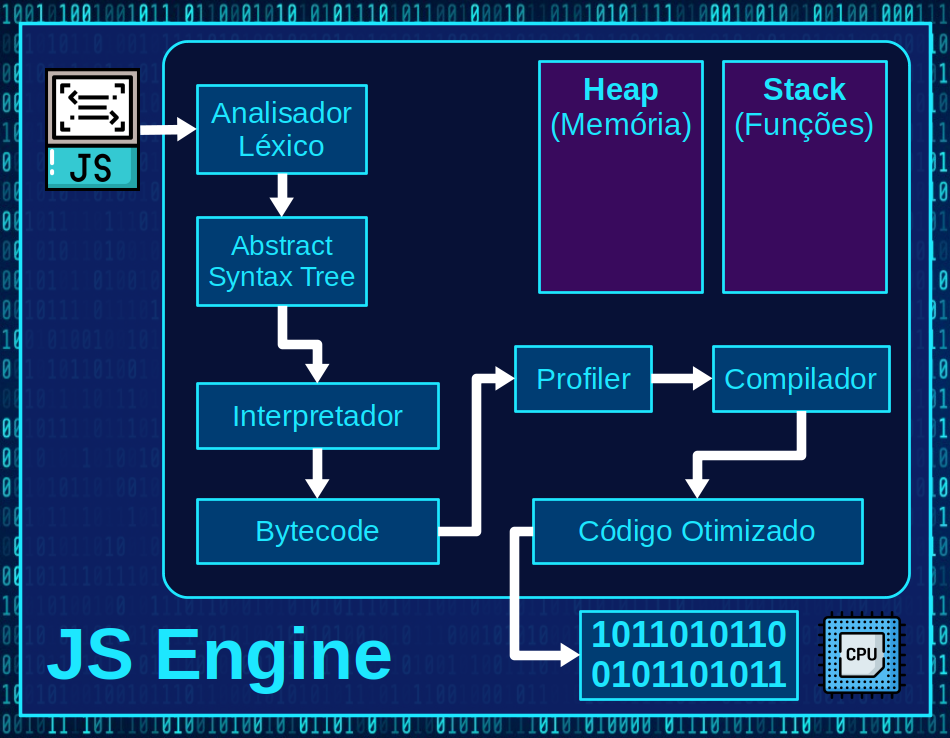 JS
Analisador
Léxico
Abstract
Syntax Tree
Interpretador
Bytecode
Heap
(Memória)
Stack
(Funções)
Profiler
Compilador
Código Otimizado
1011010110
0101101011
CPU
JS Engine